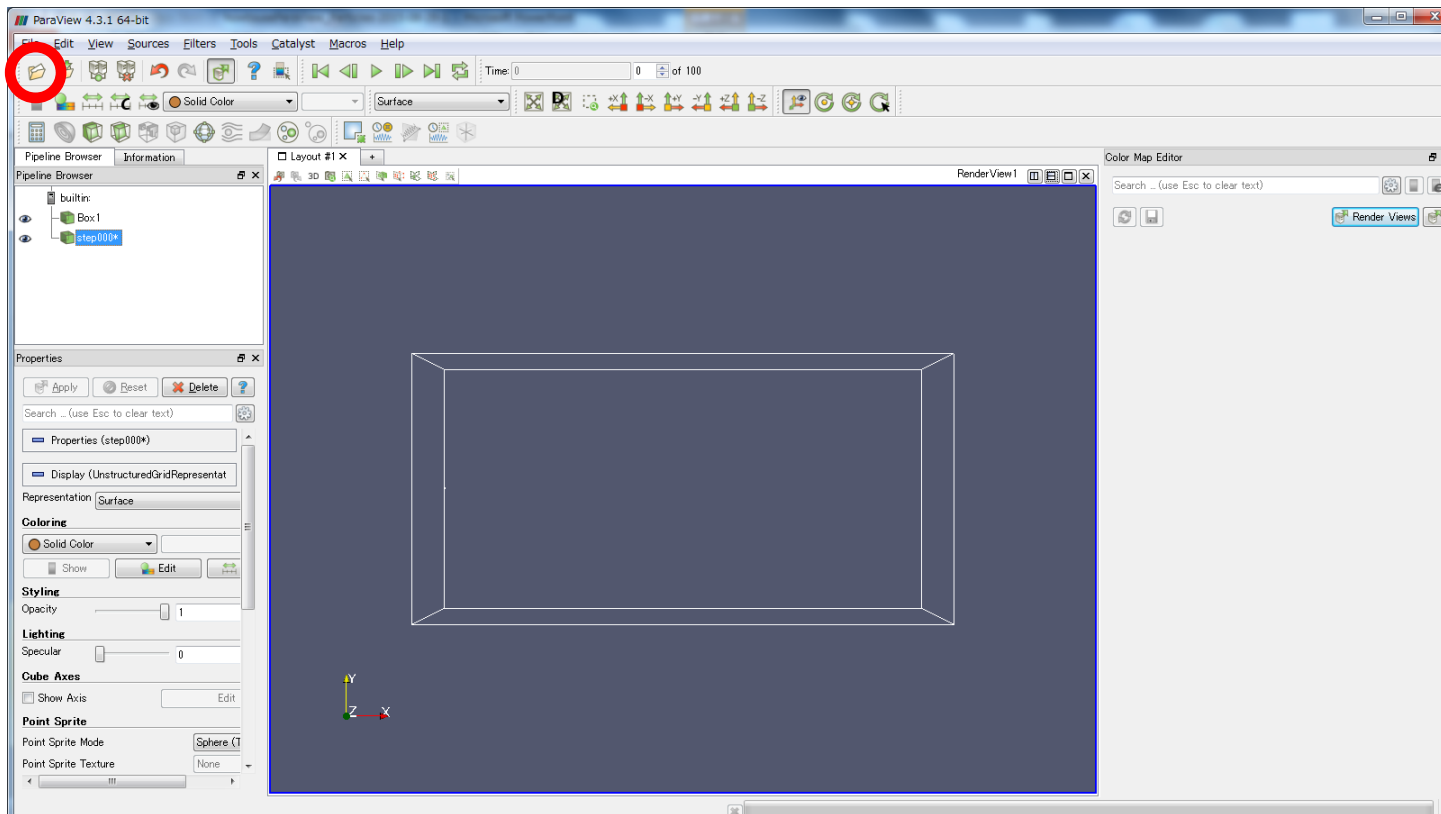 ParaView 4.3.1 64-bit
File Edit View Sources Filters Tools Catalyst Macros Help
Time: 0 0 of 100
Solid Color Surface
Pipeline Browser Information
Layout #1
Color Map Editor
Pipeline Browser
3D
RenderView1
Search ... (use Esc to clear text)
builtin:
Box1
Render Views
step000*
Properties
Apply Reset Delete
Search ... (use Esc to clear text)
Properties (step000*)
Display (UnstructuredGridRepresentat
Representation Surface
Coloring
Solid Color
Show Edit
Styling
Opacity 1
Lighting
Specular 0
Cube Axes
Show Axis Edit
Point Sprite
Point Sprite Mode Sphere (T
Point Sprite Texture None
Y
Z X